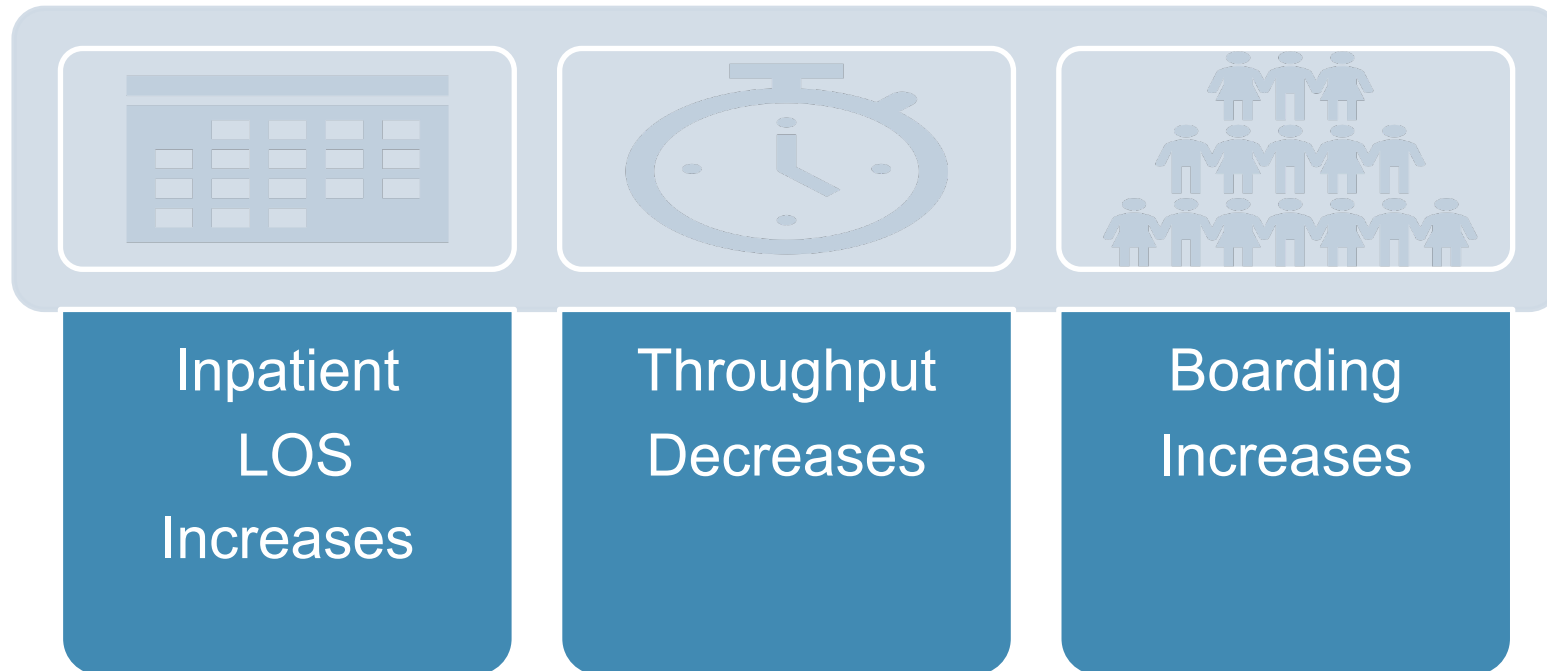 Inpatient
LOS
Increases
Throughput
Decreases
Boarding
Increases